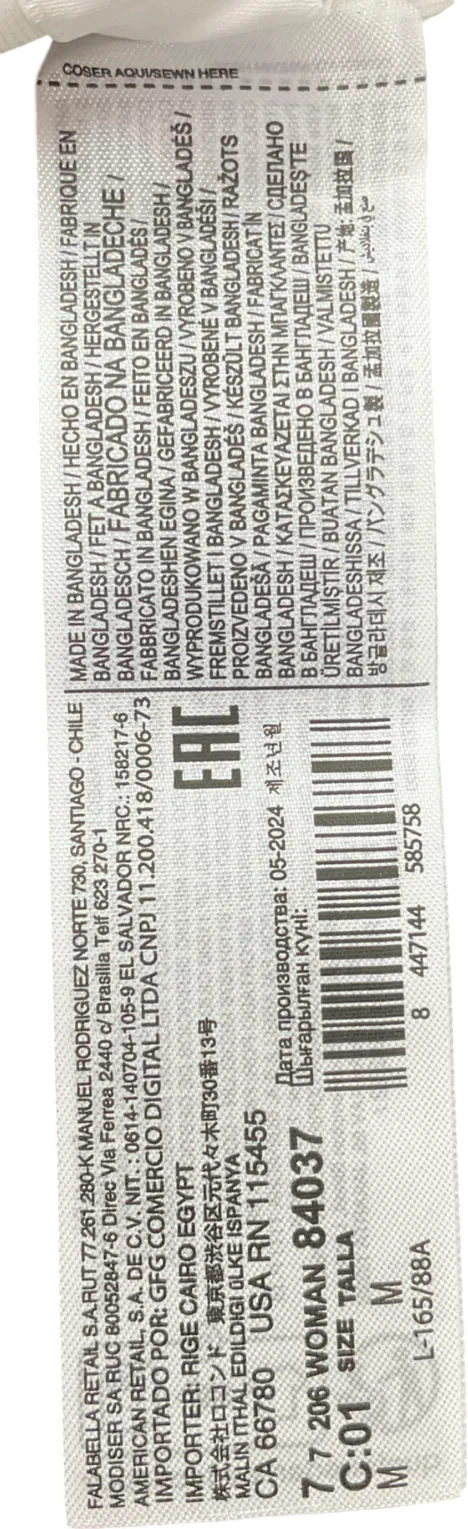 COSER AQUI/SEWN HERE
MADE IN BANGLADESH / HECHO EN BANGLADESH / FABRIQUE EN
BANGLADESH / FET A BANGLADESH / HERGESTELLT IN
BANGLADESCH / FABRICADO NA BANGLADECHE /
FABBRICATO IN BANGLADESH / FEITO EN BANGLADÉS /
BANGLADESHEN EGINA / GEFABRICEERD IN BANGLADESH /
WYPRODUKOWANO W BANGLADESZU / VYROBENO V BANGLADÉŠI /
FREMSTILLET I BANGLADESH / VYROBENÉ V BANGLADÉŠI /
PROIZVEDENO V BANGLADEŠ / KÉSZÜLT BANGLADESH / RAŽOTS
BANGLADEŠĀ / PAGAMINTA BANGLADESH / FABRICAT ÎN
BANGLADESH / ΚΑΤΑΣΚΕΥΑΖΕΤΑΙ ΣΤΗΝ ΜΠΑΓΚΛΑΝΤΕΣ / СДЕЛАНО
В БАНГЛАДЕШ / ПРОИЗВЕДЕНО В БАНГЛАДЕШ / BANGLADEŞ'TE
ÜRETİLMİŞTİR / BUATAN BANGLADESH / VALMISTETTU
BANGLADESHISSA / TILLVERKAD I BANGLADESH / 产地: 孟加拉国 /
방글라데시 제조 / バングラデシュ製 / 孟加拉國製造 /
FALABELLA RETAIL S.A.RUT 77.261.280-K MANUEL RODRIGUEZ NORTE 730, SANTIAGO - CHILE
MODISER SA RUC 80052847-6 Direc Via Ferrea 2440 c/ Brasilia Telf 623 270-1
AMERICAN RETAIL, S.A. DE C.V. NIT. : 0614-140704-105-9 EL SALVADOR NRC.: 158217-6
IMPORTADO POR: GFG COMERCIO DIGITAL LTDA CNPJ 11.200.418/0006-73
IMPORTER: RIGE CAIRO EGYPT
株式会社ロコンド 東京都渋谷区元代々木町30番13号
MALIN ITHAL EDILDIGI ÜLKE ISPANYA
CA 66780 USA RN 115455
EAC
Дата производства: 05-2024 제조년월
Шығарылған күні:
7 7 206 WOMAN 84037
C:01 SIZE TALLA
M M
L-165/88A
8 447144 585758